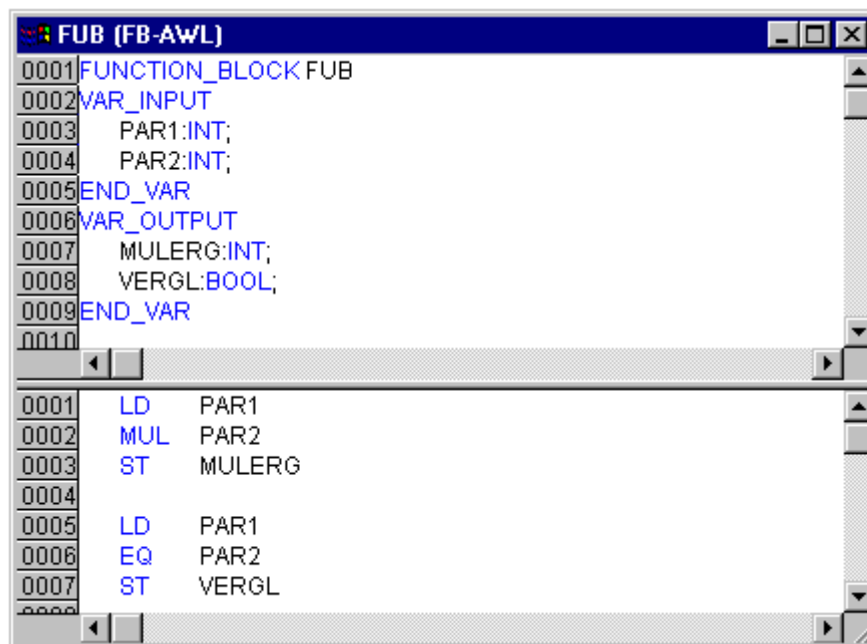 FUB (FB-AWL)
0001 FUNCTION_BLOCK FUB
0002 VAR_INPUT
0003 PAR1:INT;
0004 PAR2:INT;
0005 END_VAR
0006 VAR_OUTPUT
0007 MULERG:INT;
0008 VERGL:BOOL;
0009 END_VAR
0010
0001 LD PAR1
0002 MUL PAR2
0003 ST MULERG
0004
0005 LD PAR1
0006 EQ PAR2
0007 ST VERGL